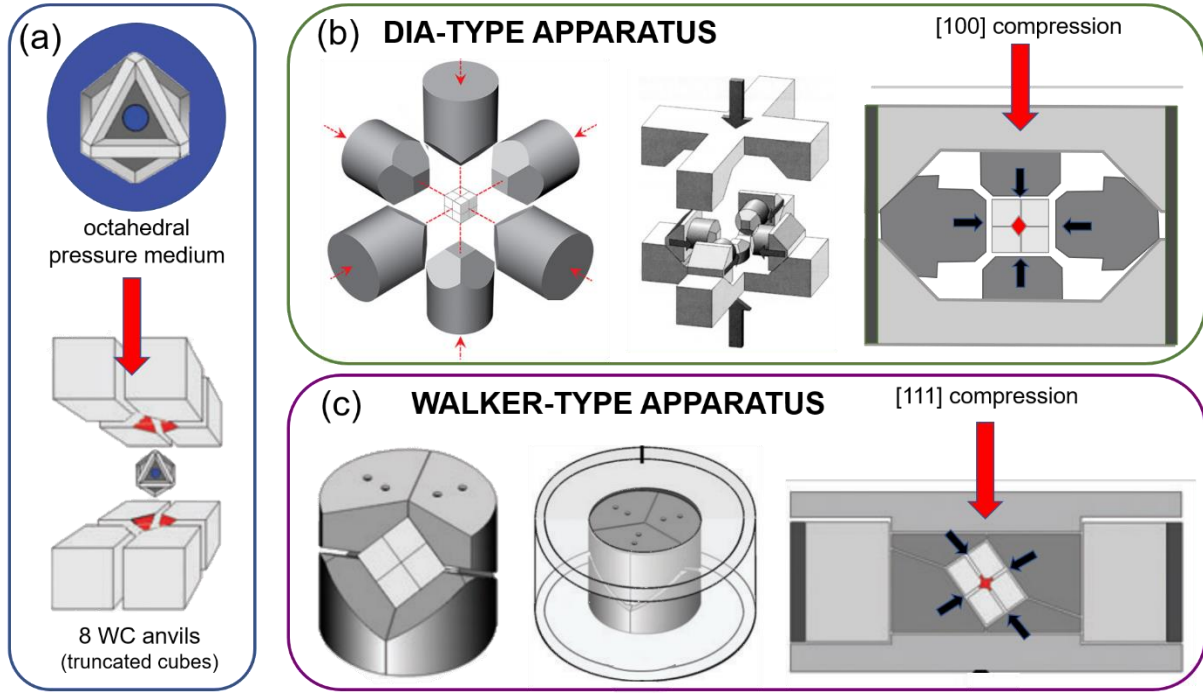 (a)
octahedral
pressure medium
8 WC anvils
(truncated cubes)
(b) DIA-TYPE APPARATUS
[100] compression
(c) WALKER-TYPE APPARATUS
[111] compression